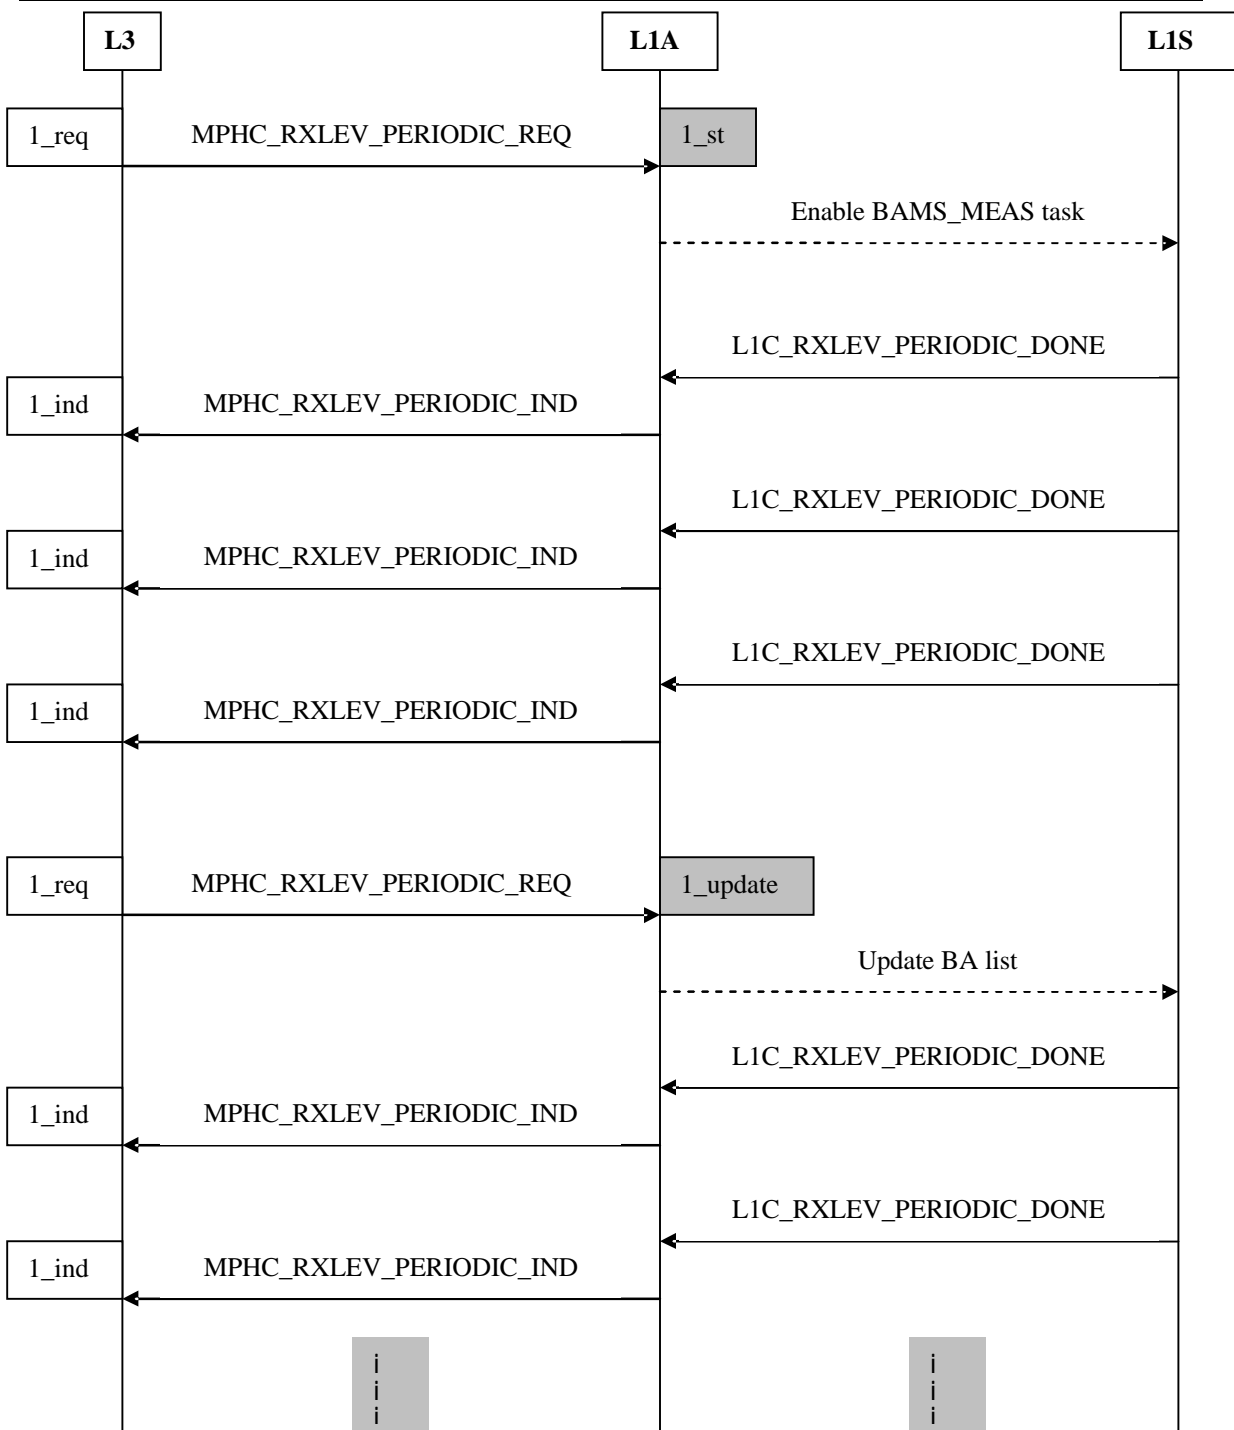 L3 L1A L1S
1_req MPHC_RXLEV_PERIODIC_REQ 1_st
Enable BAMS_MEAS task
L1C_RXLEV_PERIODIC_DONE
1_ind MPHC_RXLEV_PERIODIC_IND
L1C_RXLEV_PERIODIC_DONE
1_ind MPHC_RXLEV_PERIODIC_IND
L1C_RXLEV_PERIODIC_DONE
1_ind MPHC_RXLEV_PERIODIC_IND
1_req MPHC_RXLEV_PERIODIC_REQ 1_update
Update BA list
L1C_RXLEV_PERIODIC_DONE
1_ind MPHC_RXLEV_PERIODIC_IND
L1C_RXLEV_PERIODIC_DONE
1_ind MPHC_RXLEV_PERIODIC_IND
i i
i i
i i